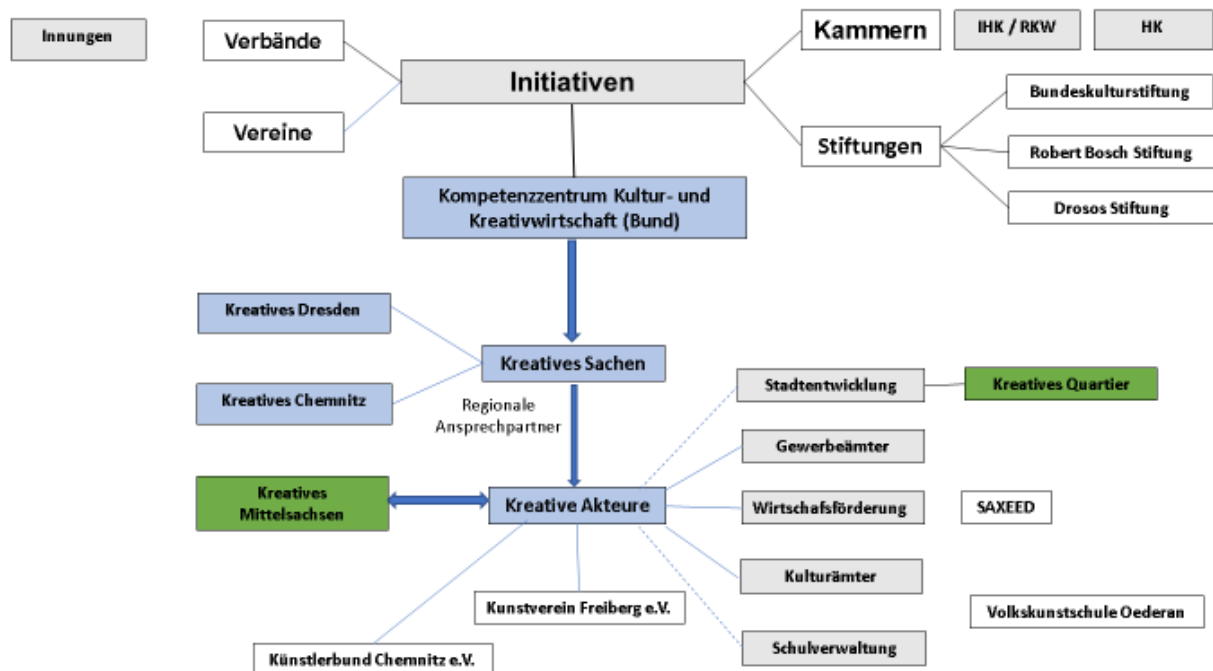 Innungen
Verbände
Kammern
IHK / RKW
HK
Initiativen
Bundeskulturstiftung
Vereine
Stiftungen
Robert Bosch Stiftung
Drosos Stiftung
Kompetenzzentrum Kultur- und
Kreativwirtschaft (Bund)
Kreatives Dresden
Kreatives Sachen
Kreatives Chemnitz
Regionale
Ansprechpartner
Stadtentwicklung
Kreatives Quartier
Gewerbeämter
Kreatives
Mittelsachsen
Kreative Akteure
Wirtschafsförderung
SAXEED
Kulturämter
Kunstverein Freiberg e.V.
Volkskunstschule Oederan
Künstlerbund Chemnitz e.V.
Schulverwaltung